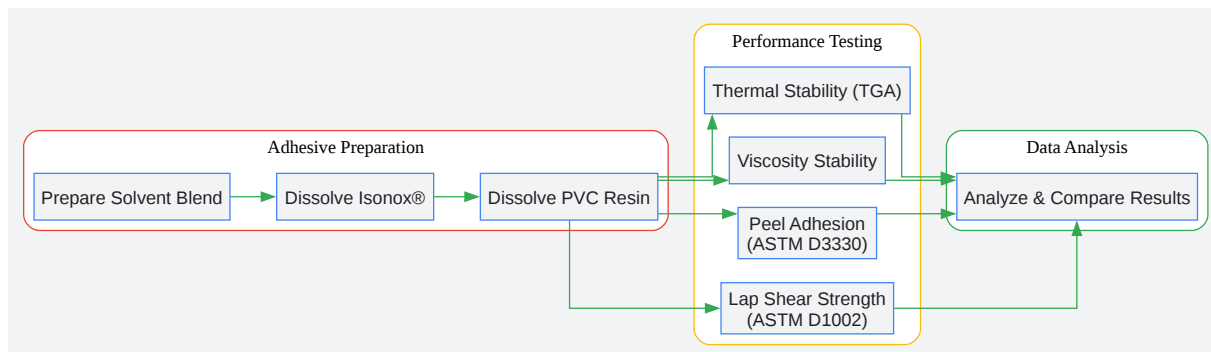 Adhesive Preparation
Prepare Solvent Blend
Dissolve Isonox®
Dissolve PVC Resin
Performance Testing
Thermal Stability (TGA)
Viscosity Stability
Peel Adhesion
(ASTM D3330)
Lap Shear Strength
(ASTM D1002)
Data Analysis
Analyze & Compare Results